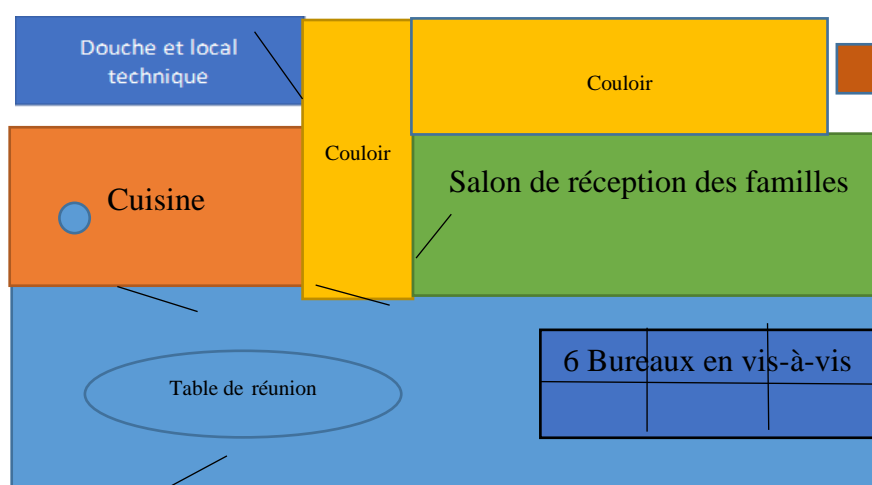 Douche et local
technique
Couloir
Couloir
Cuisine
Salon de réception des familles
6 Bureaux en vis-à-vis
Table de réunion